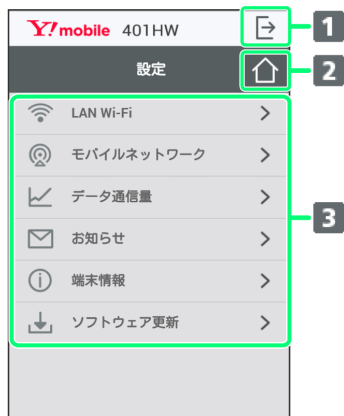 Y!mobile 401HW
1
設定
2
LAN Wi-Fi
モバイルネットワーク
データ通信量
3
お知らせ
端末情報
ソフトウェア更新